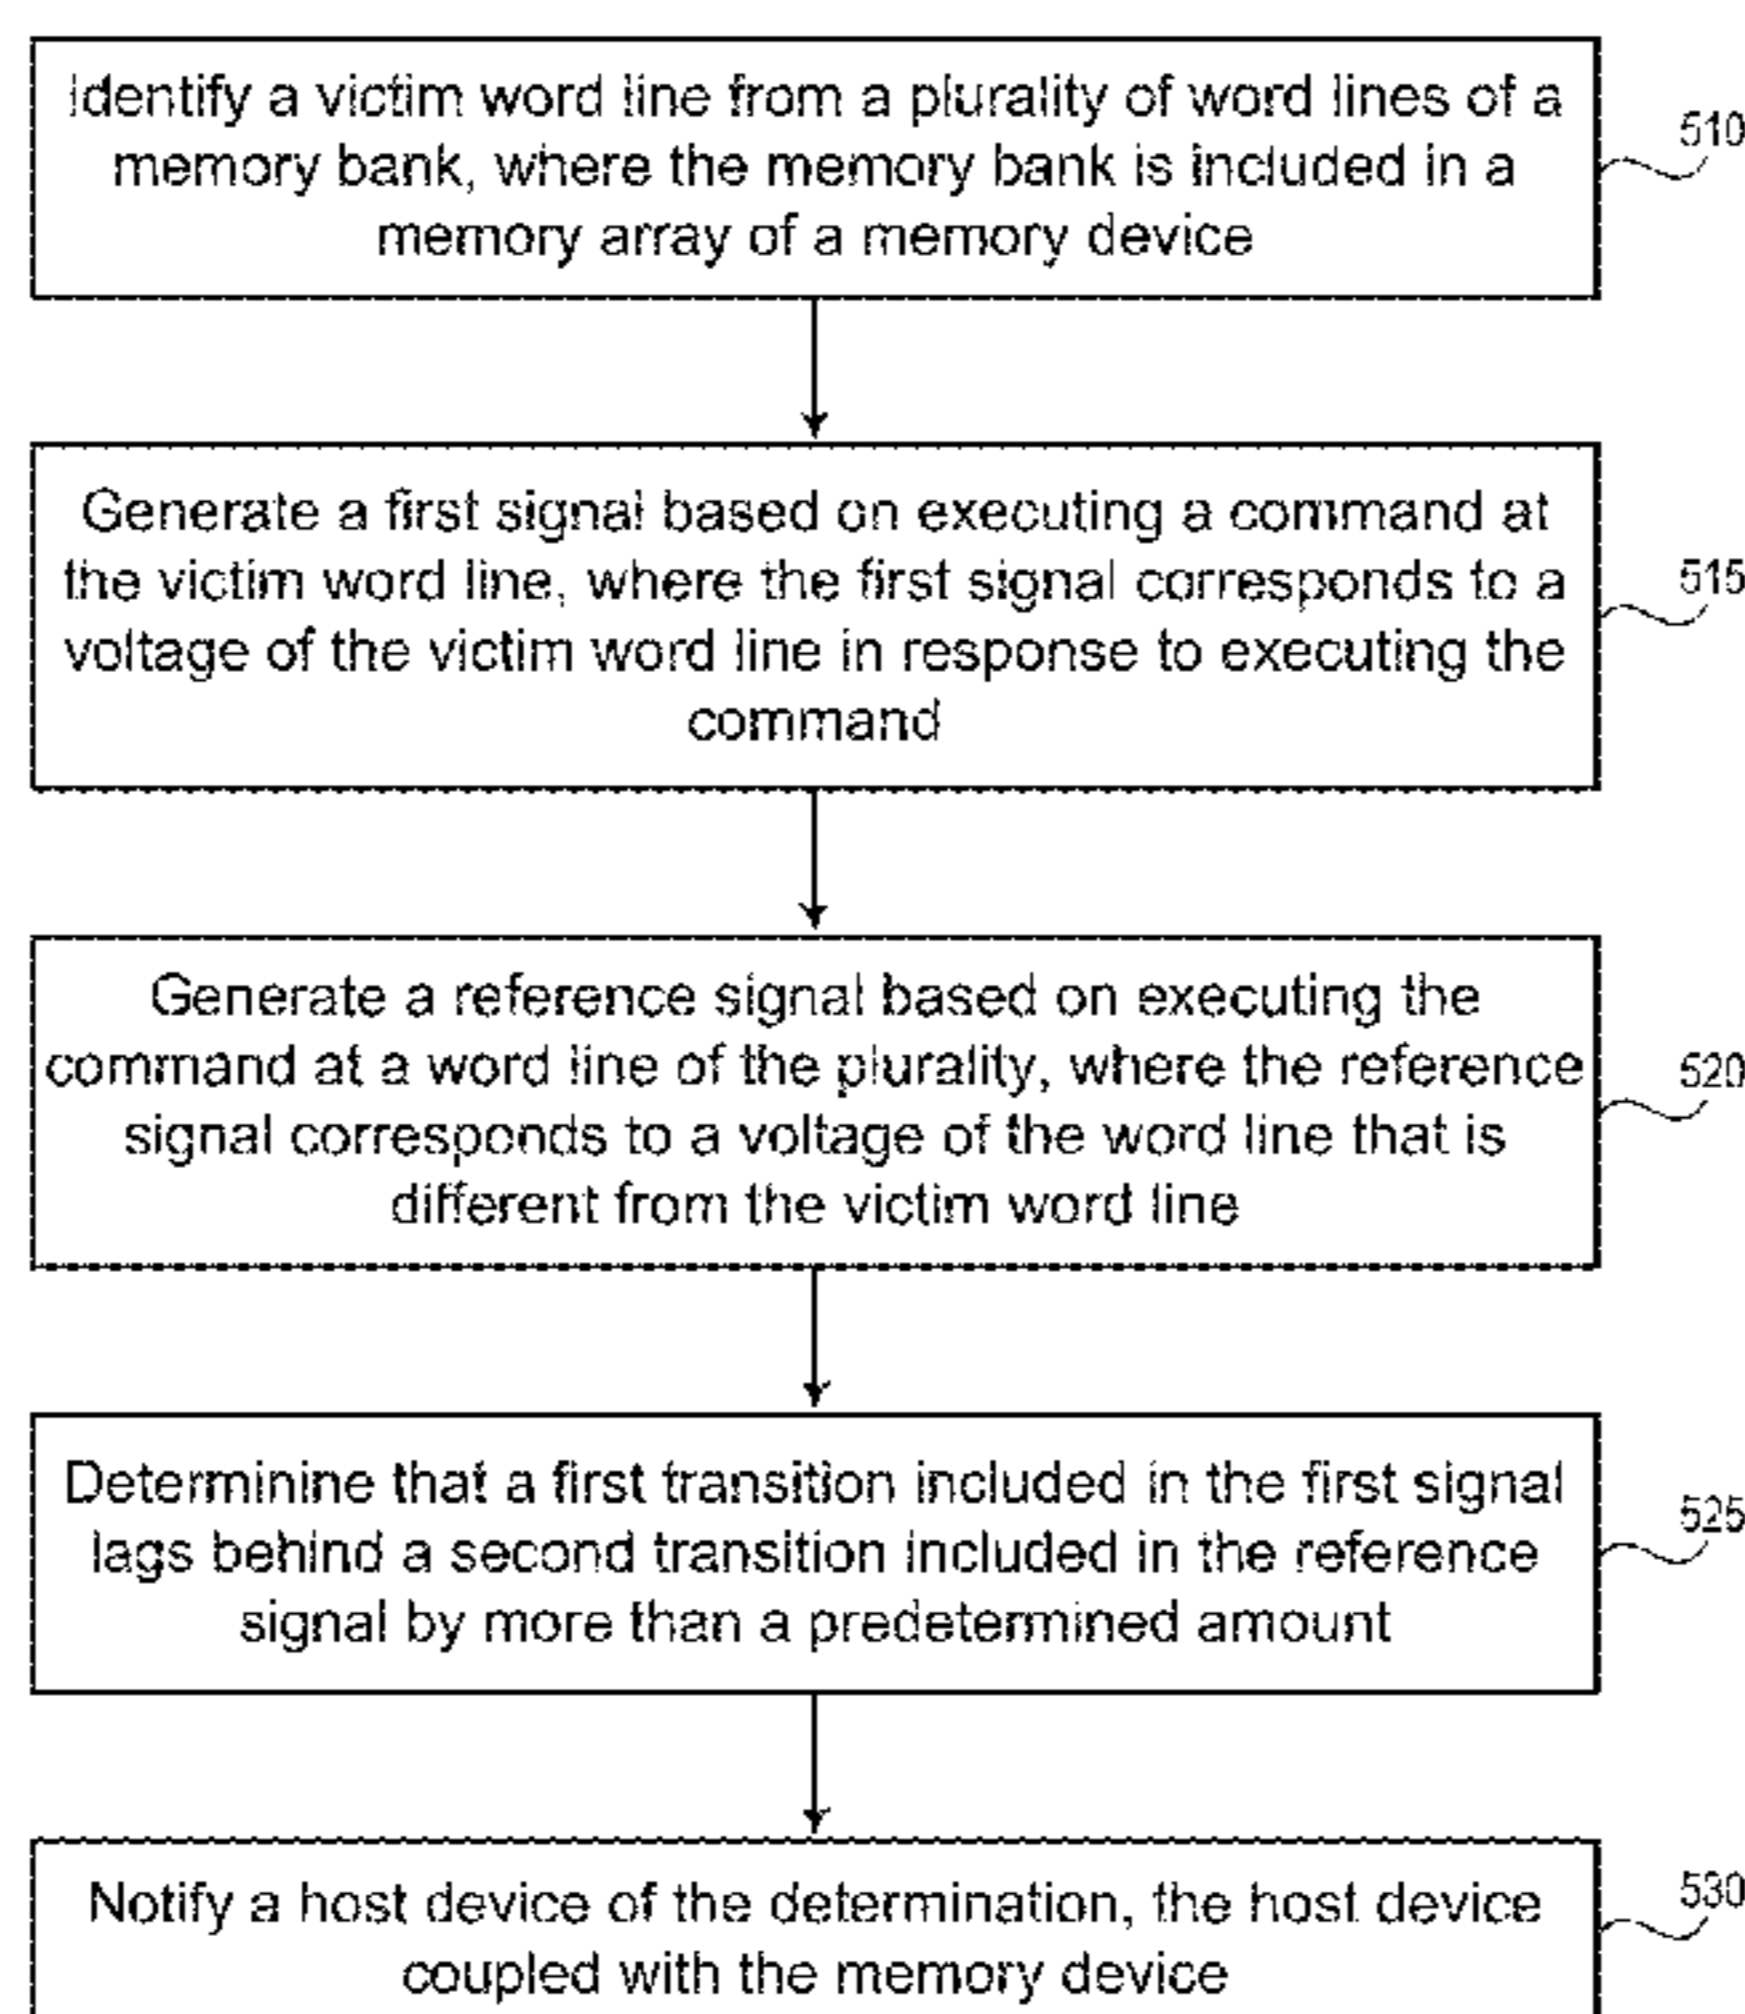 Identify a victim word line from a plurality of word lines of a
memory bank, where the memory bank is included in a
memory array of a memory device
510
Generate a first signal based on executing a command at
the victim word line, where the first signal corresponds to a
voltage of the victim word line in response to executing the
command
515
Generate a reference signal based on executing the
command at a word line of the plurality, where the reference
signal corresponds to a voltage of the word line that is
different from the victim word line
520
Determinine that a first transition included in the first signal
lags behind a second transition included in the reference
signal by more than a predetermined amount
525
Notify a host device of the determination, the host device
coupled with the memory device
530